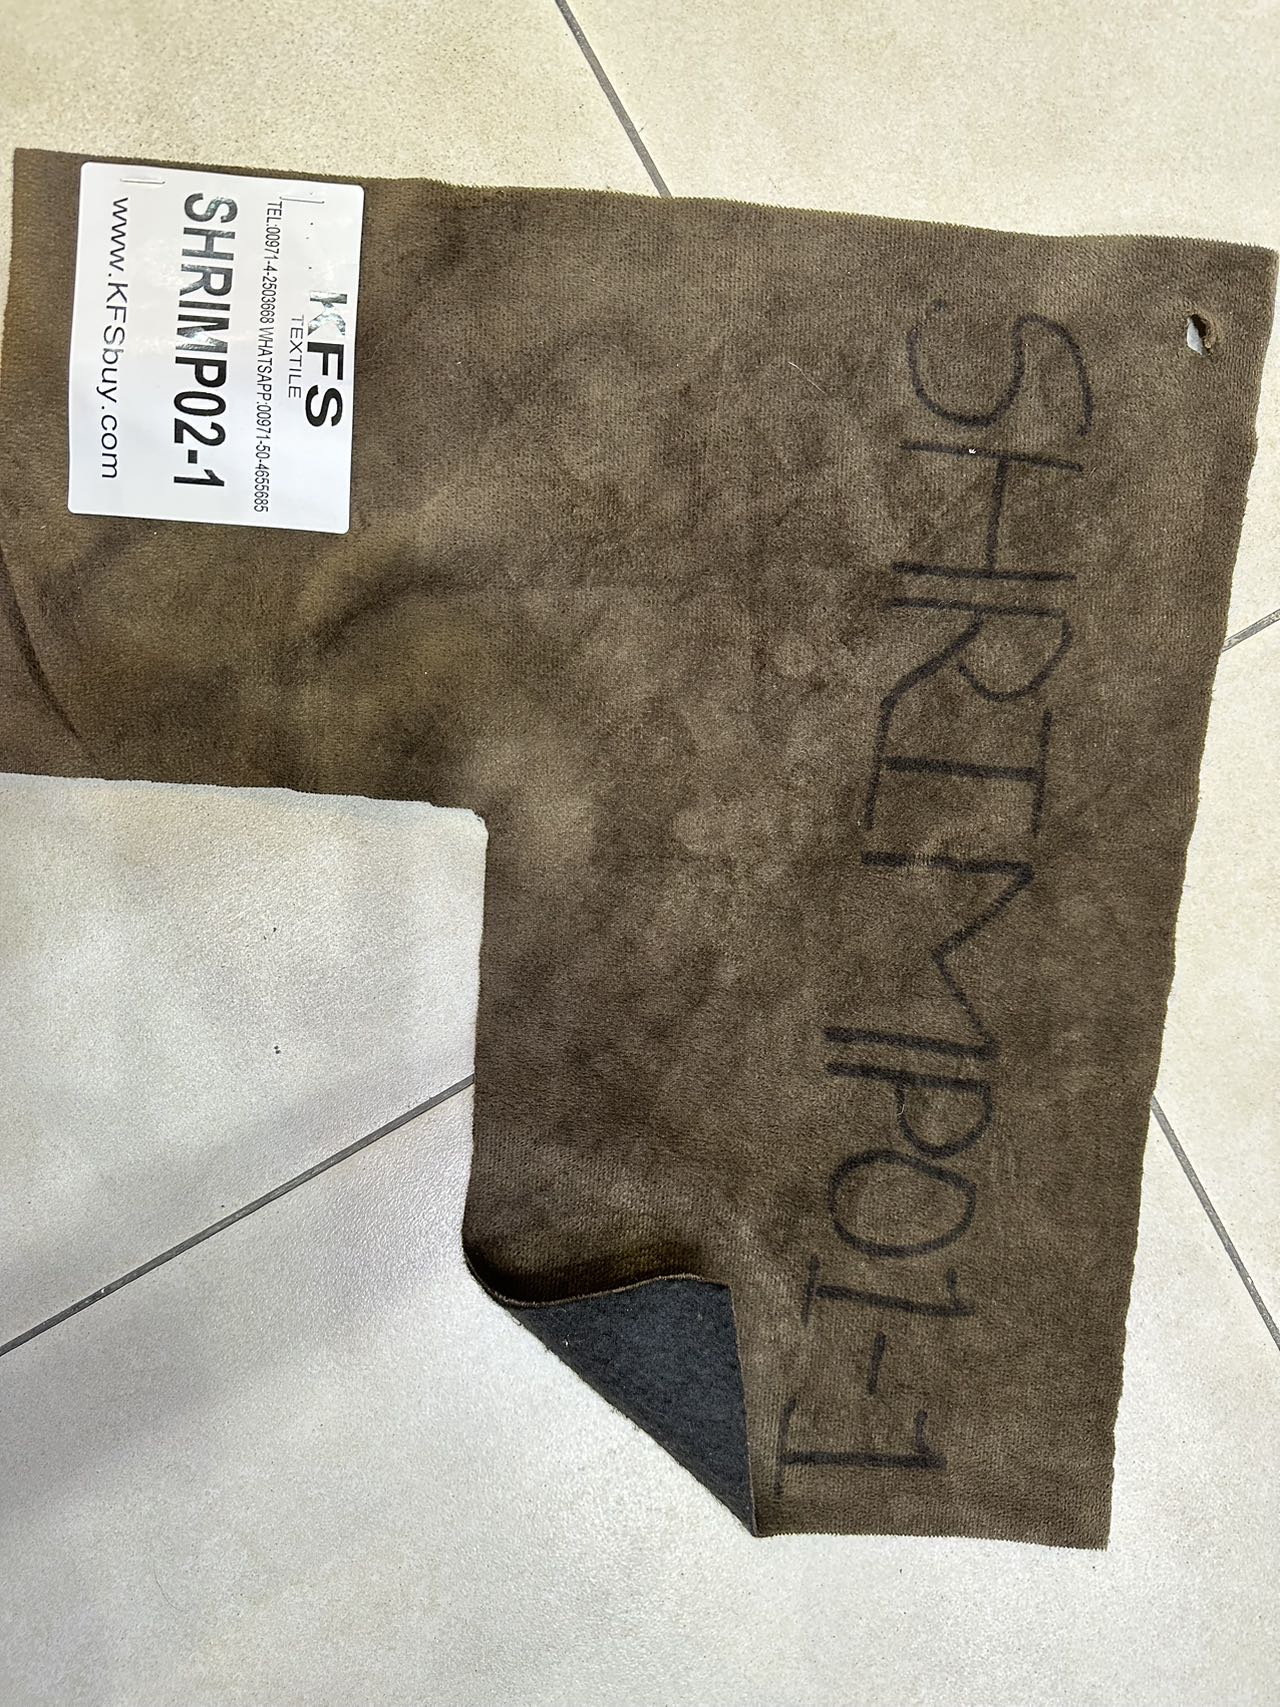 KFS
TEXTILE
TEL:00971-4-2503668 WHATSAPP:00971-50-4655685
SHRIMP02-1
www.KFSbuy.com
SHRIMP01-1